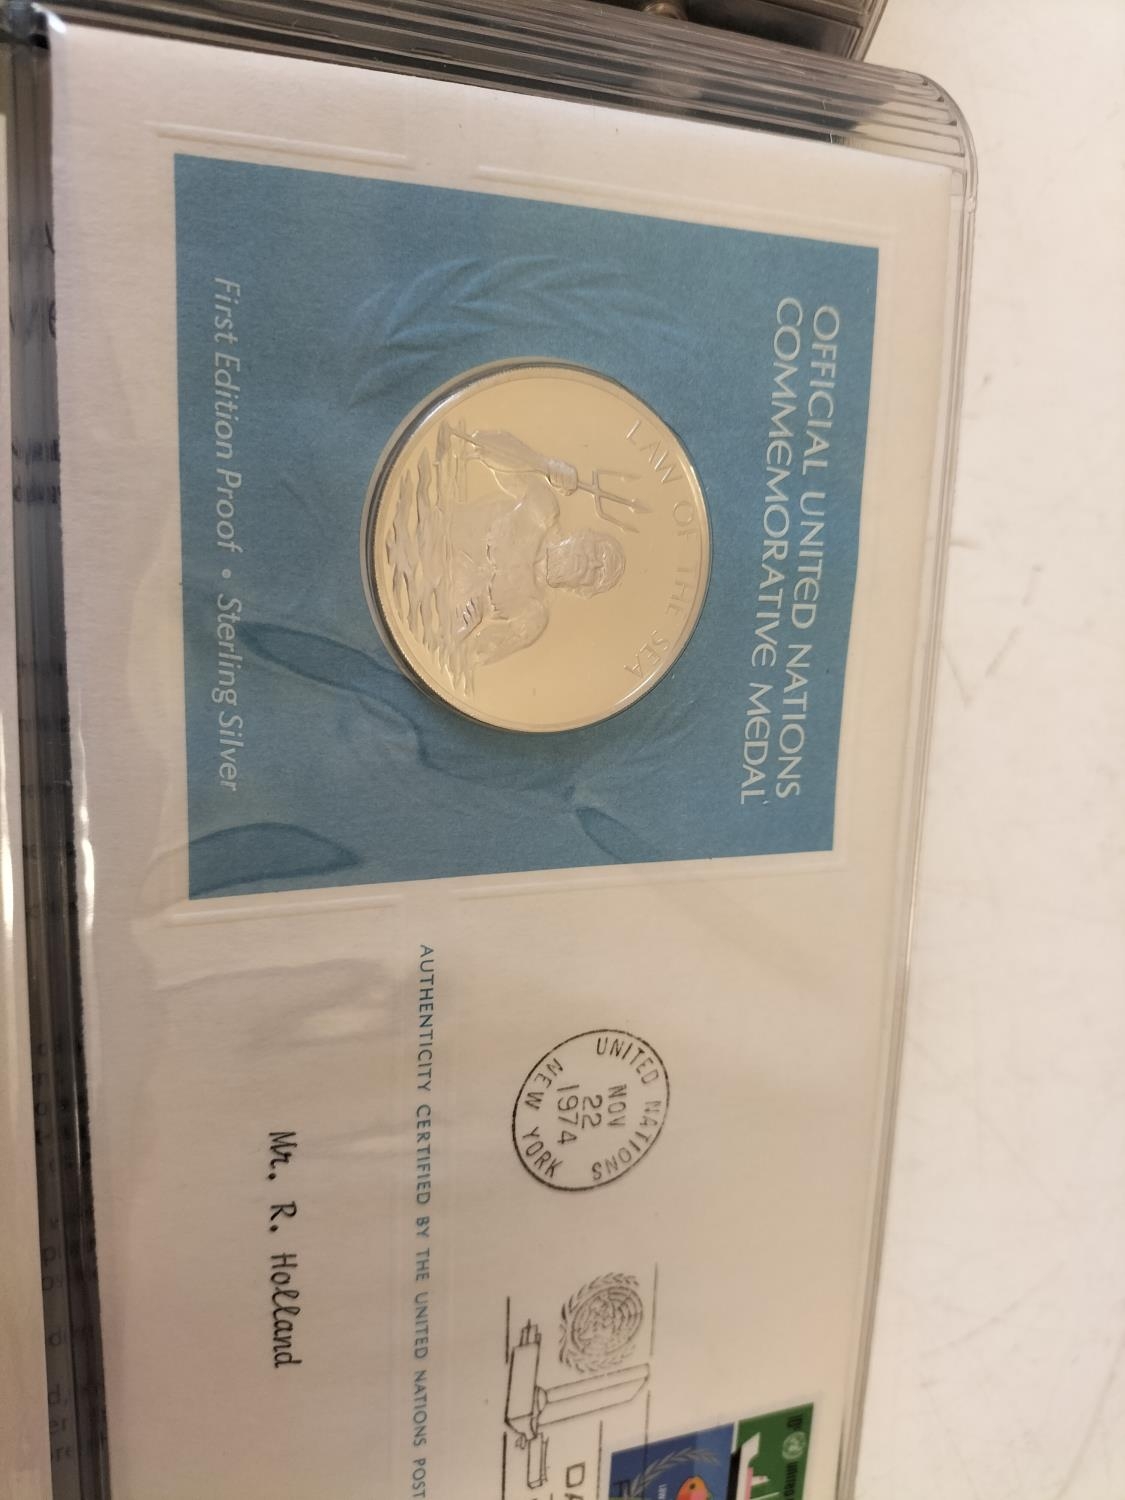 OFFICIAL UNITED NATIONS
COMMEMORATIVE MEDAL
LAW OF THE SEA
First Edition Proof • Sterling Silver
UNITED NATIONS
NOV
22
1974
NEW YORK
AUTHENTICITY CERTIFIED BY THE UNITED NATIONS POST
Mr. R. Holland